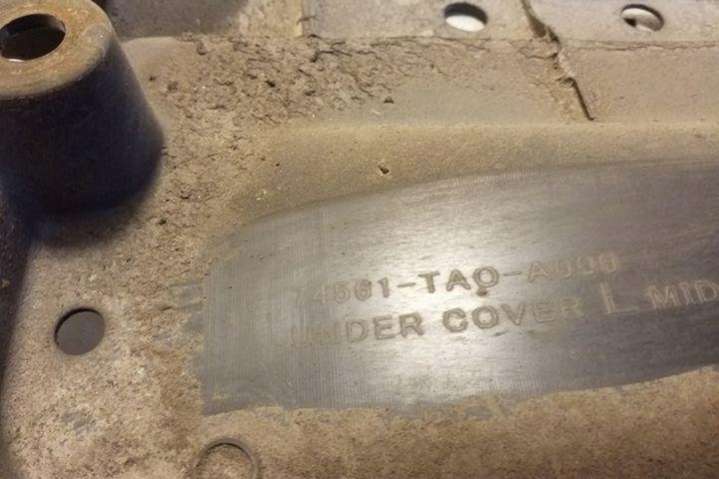 74561-TA0-A000
UNDER COVER L MID